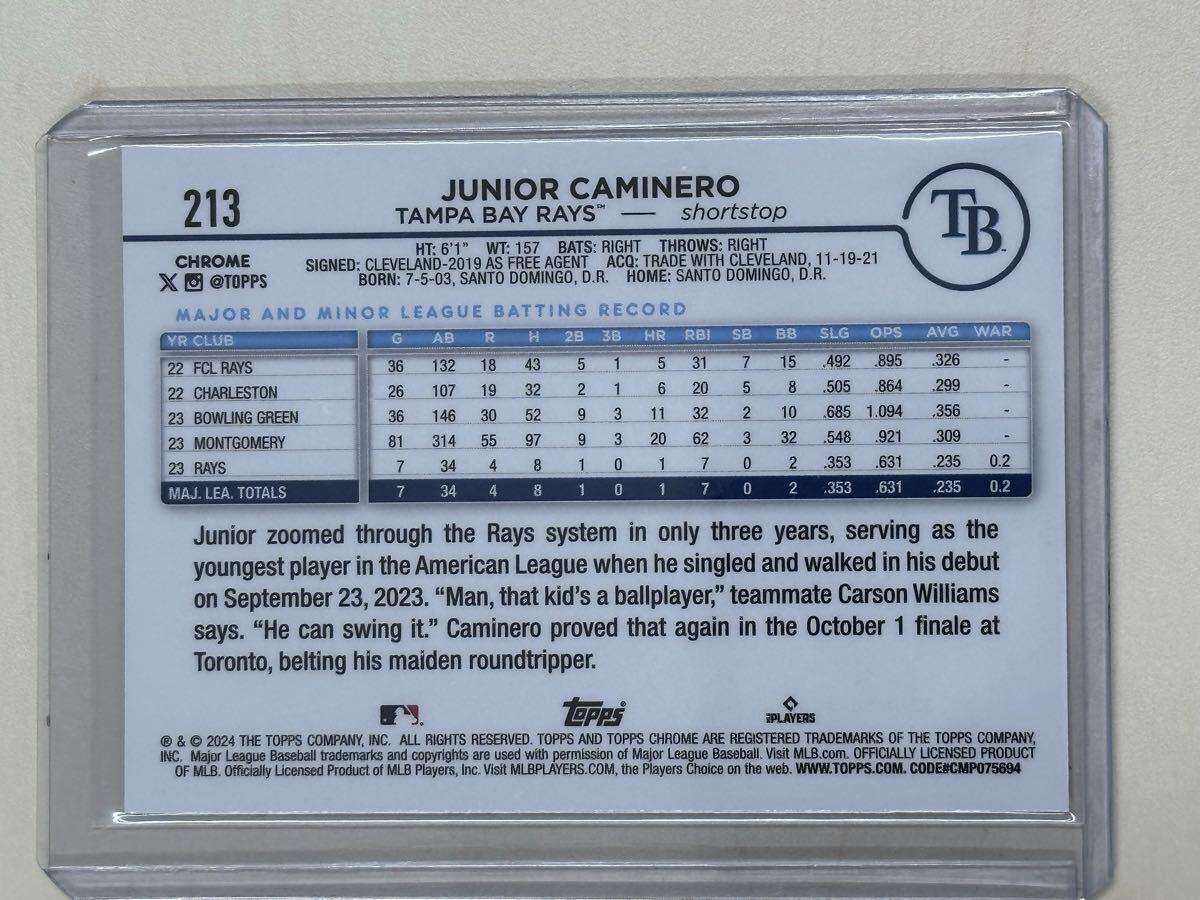 213
JUNIOR CAMINERO
TAMPA BAY RAYS™ — shortstop
TB
CHROME
X @TOPPS
HT: 6'1" WT: 157 BATS: RIGHT THROWS: RIGHT
SIGNED: CLEVELAND-2019 AS FREE AGENT ACQ: TRADE WITH CLEVELAND, 11-19-21
BORN: 7-5-03, SANTO DOMINGO, D.R. HOME: SANTO DOMINGO, D.R.
MAJOR AND MINOR LEAGUE BATTING RECORD
YR CLUB G AB R H 2B 3B HR RBI SB BB SLG OPS AVG WAR
22 FCL RAYS 36 132 18 43 5 1 5 31 7 15 .492 .895 .326 -
22 CHARLESTON 26 107 19 32 2 1 6 20 5 8 .505 .864 .299 -
23 BOWLING GREEN 36 146 30 52 9 3 11 32 2 10 .685 1.094 .356 -
23 MONTGOMERY 81 314 55 97 9 3 20 62 3 32 .548 .921 .309 -
23 RAYS 7 34 4 8 1 0 1 7 0 2 .353 .631 .235 0.2
MAJ. LEA. TOTALS 7 34 4 8 1 0 1 7 0 2 .353 .631 .235 0.2
Junior zoomed through the Rays system in only three years, serving as the
youngest player in the American League when he singled and walked in his debut
on September 23, 2023. “Man, that kid’s a ballplayer,” teammate Carson Williams
says. “He can swing it.” Caminero proved that again in the October 1 finale at
Toronto, belting his maiden roundtripper.
topps
PLAYERS
® & © 2024 THE TOPPS COMPANY, INC. ALL RIGHTS RESERVED. TOPPS AND TOPPS CHROME ARE REGISTERED TRADEMARKS OF THE TOPPS COMPANY,
INC. Major League Baseball trademarks and copyrights are used with permission of Major League Baseball. Visit MLB.com. OFFICIALLY LICENSED PRODUCT
OF MLB. Officially Licensed Product of MLB Players, Inc. Visit MLBPLAYERS.COM, the Players Choice on the web. WWW.TOPPS.COM. CODE#CMP075694